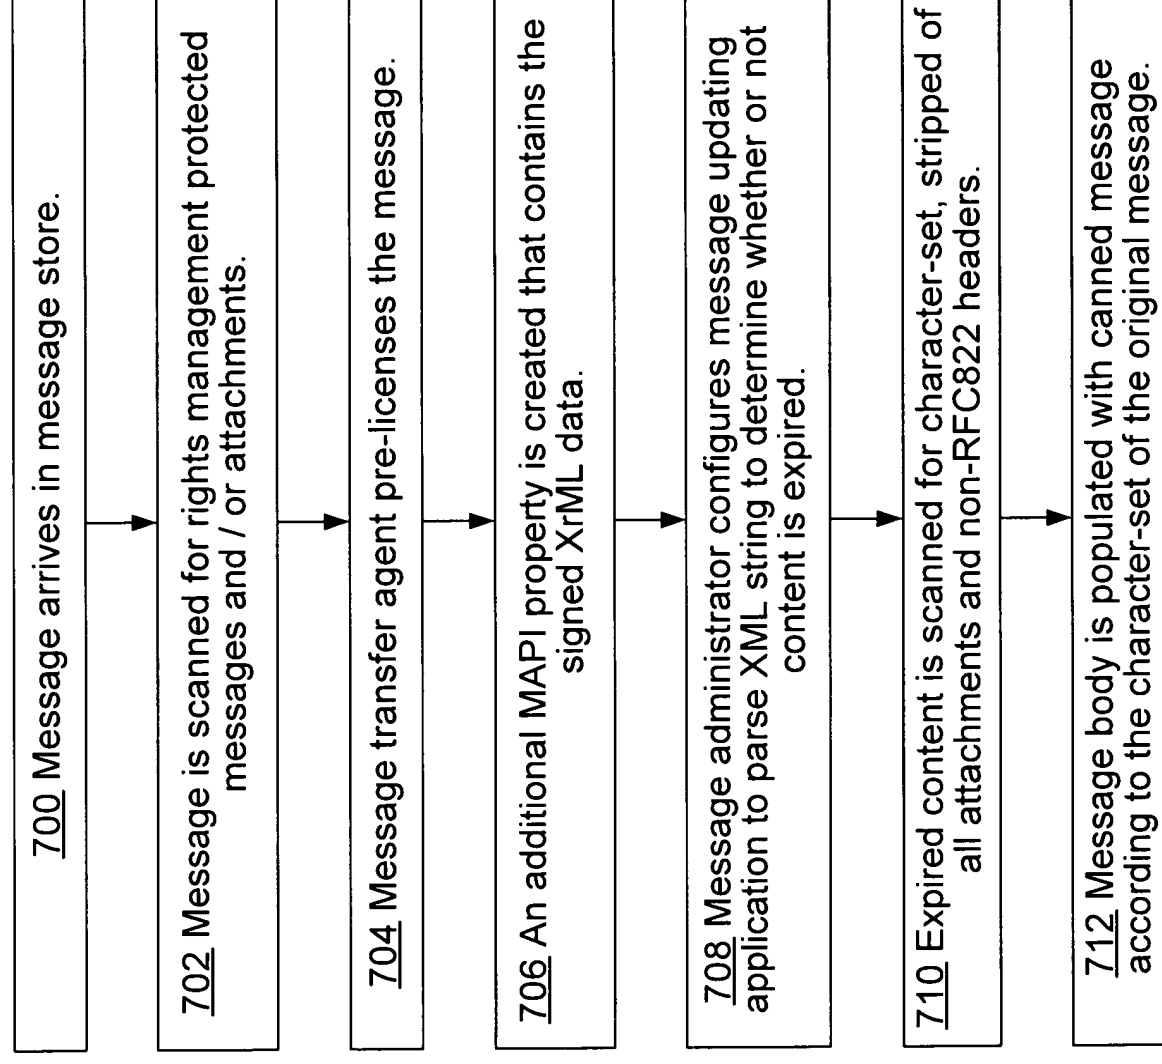 700 Message arrives in message store.
702 Message is scanned for rights management protected
messages and / or attachments.
704 Message transfer agent pre-licenses the message.
706 An additional MAPI property is created that contains the
signed XrML data.
708 Message administrator configures message updating
application to parse XML string to determine whether or not
content is expired.
710 Expired content is scanned for character-set, stripped of
all attachments and non-RFC822 headers.
712 Message body is populated with canned message
according to the character-set of the original message.